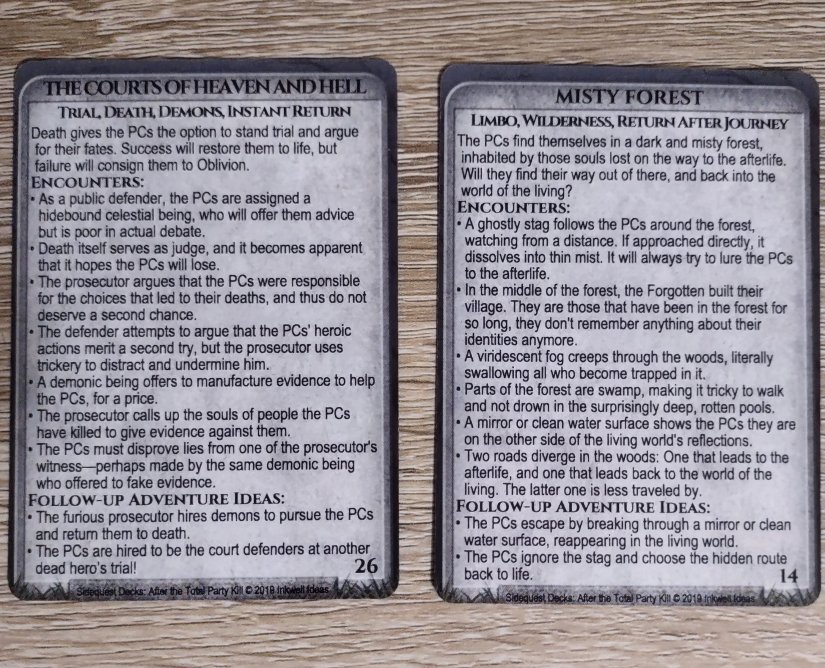 THE COURTS OF HEAVEN AND HELL
TRIAL, DEATH, DEMONS, INSTANT RETURN
Death gives the PCs the option to stand trial and argue
for their fates. Success will restore them to life, but
failure will consign them to Oblivion.
ENCOUNTERS:
• As a public defender, the PCs are assigned a
hidebound celestial being, who will offer them advice
but is poor in actual debate.
• Death itself serves as judge, and it becomes apparent
that it hopes the PCs will lose.
• The prosecutor argues that the PCs were responsible
for the choices that led to their deaths, and thus do not
deserve a second chance.
• The defender attempts to argue that the PCs' heroic
actions merit a second try, but the prosecutor uses
trickery to distract and undermine him.
• A demonic being offers to manufacture evidence to help
the PCs, for a price.
• The prosecutor calls up the souls of people the PCs
have killed to give evidence against them.
• The PCs must disprove lies from one of the prosecutor's
witness—perhaps made by the same demonic being
who offered to fake evidence.
FOLLOW-UP ADVENTURE IDEAS:
• The furious prosecutor hires demons to pursue the PCs
and return them to death.
• The PCs are hired to be the court defenders at another
dead hero's trial!
26
Sidequest Decks: After the Total Party Kill © 2019 Inkwell Ideas
MISTY FOREST
LIMBO, WILDERNESS, RETURN AFTER JOURNEY
The PCs find themselves in a dark and misty forest,
inhabited by those souls lost on the way to the afterlife.
Will they find their way out of there, and back into the
world of the living?
ENCOUNTERS:
• A ghostly stag follows the PCs around the forest,
watching from a distance. If approached directly, it
dissolves into thin mist. It will always try to lure the PCs
to the afterlife.
• In the middle of the forest, the Forgotten built their
village. They are those that have been in the forest for
so long, they don't remember anything about their
identities anymore.
• A viridescent fog creeps through the woods, literally
swallowing all who become trapped in it.
• Parts of the forest are swamp, making it tricky to walk
and not drown in the surprisingly deep, rotten pools.
• A mirror or clean water surface shows the PCs they are
on the other side of the living world's reflections.
• Two roads diverge in the woods: One that leads to the
afterlife, and one that leads back to the world of the
living. The latter one is less traveled by.
FOLLOW-UP ADVENTURE IDEAS:
• The PCs escape by breaking through a mirror or clean
water surface, reappearing in the living world.
• The PCs ignore the stag and choose the hidden route
back to life.
14
Sidequest Decks: After the Total Party Kill © 2019 Inkwell Ideas